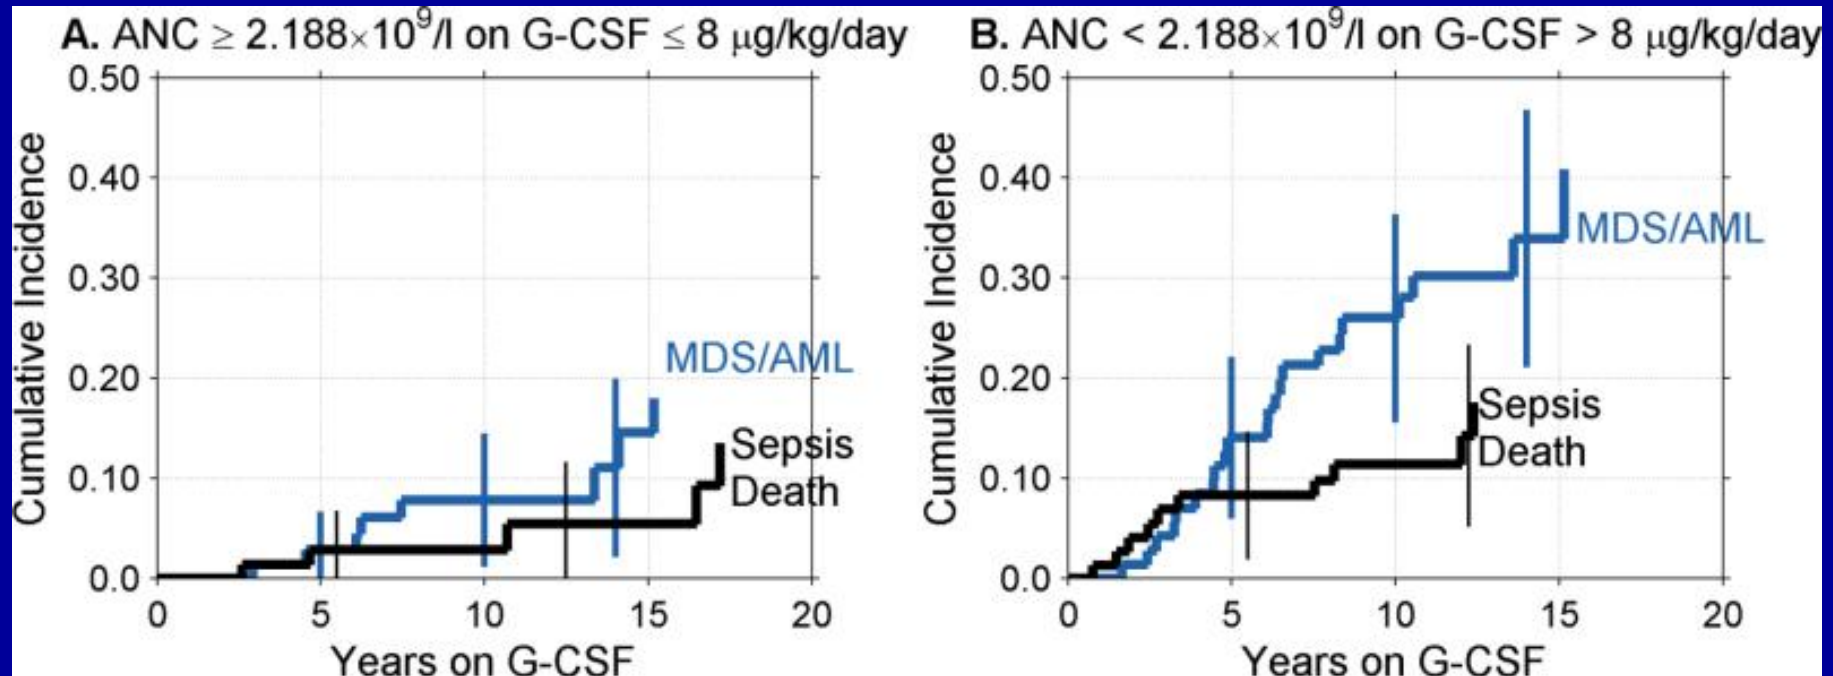 A. ANC ≥ 2.188×10⁹/l on G-CSF ≤ 8 μg/kg/day
0.50
0.40
0.30
0.20
0.10
0.0
Cumulative Incidence
MDS/AML
Sepsis
Death
0 5 10 15 20
Years on G-CSF
B. ANC < 2.188×10⁹/l on G-CSF > 8 μg/kg/day
0.50
0.40
0.30
0.20
0.10
0.0
Cumulative Incidence
MDS/AML
Sepsis
Death
0 5 10 15 20
Years on G-CSF